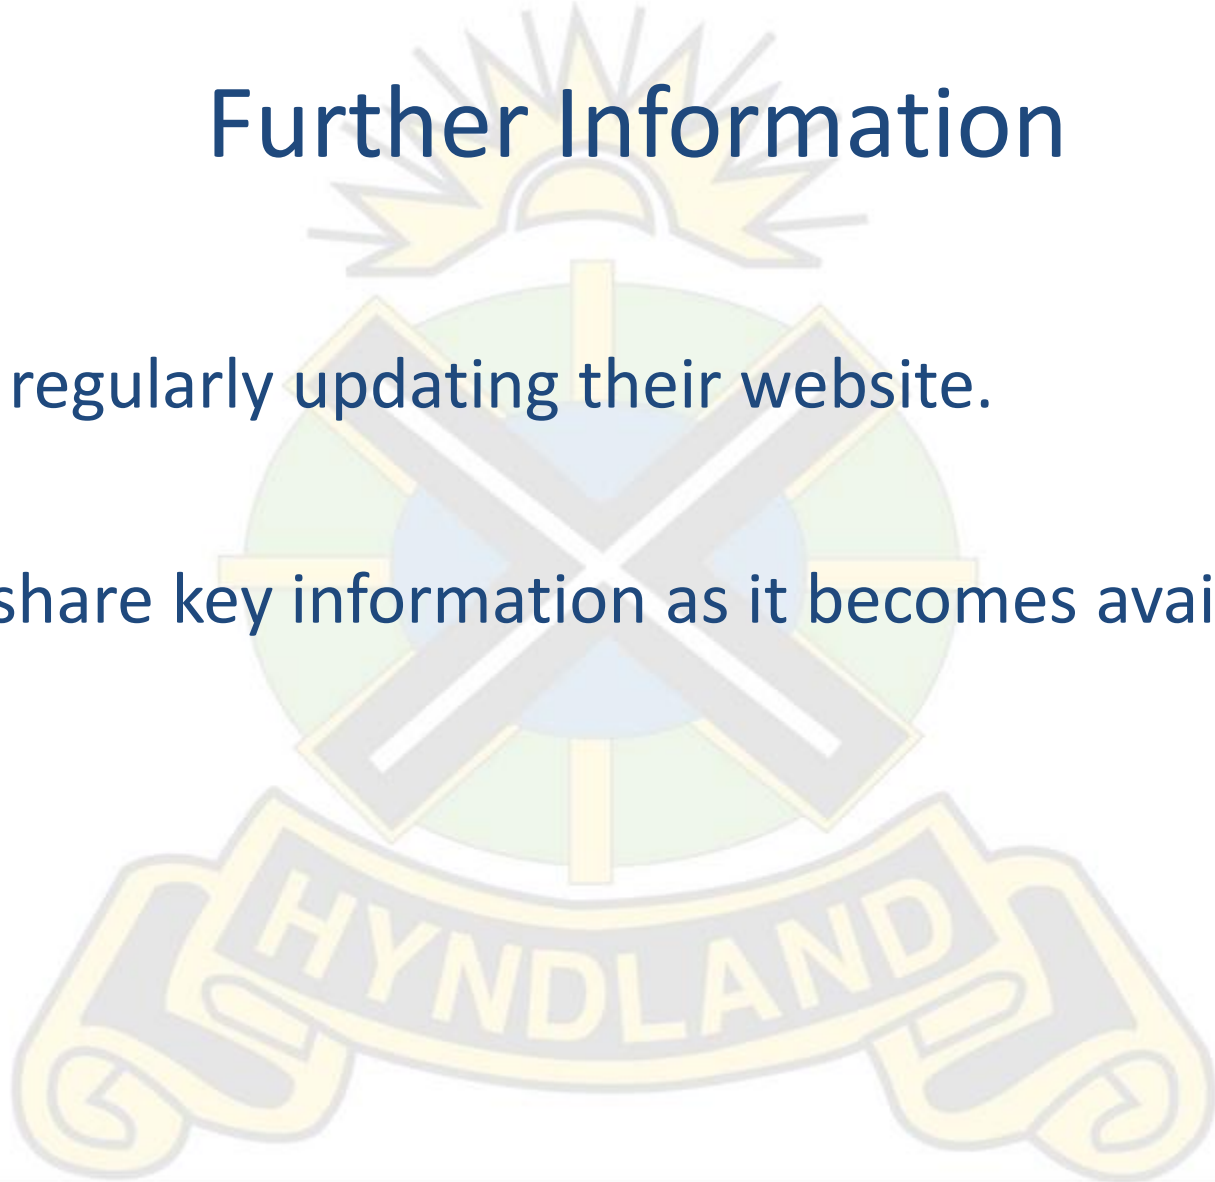 Further Information
regularly updating their website.
share key information as it becomes avai
HYNDLAND